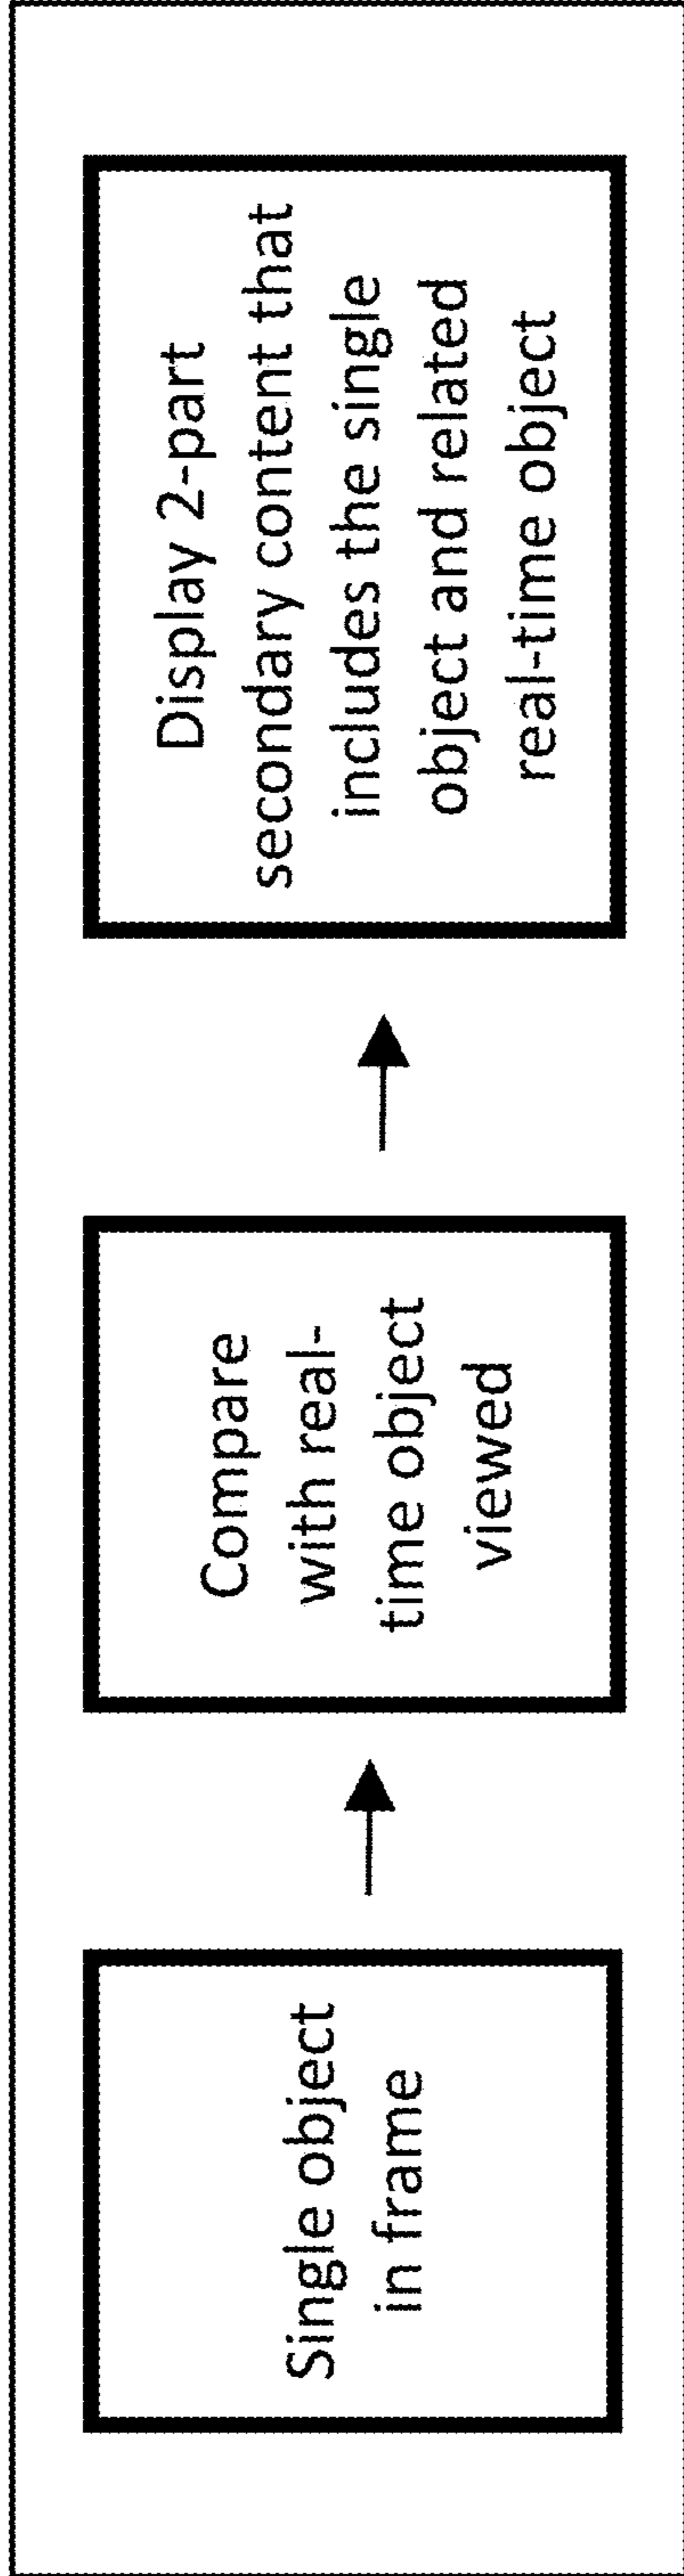 Single object
in frame
Compare
with real-
time object
viewed
Display 2-part
secondary content that
includes the single
object and related
real-time object